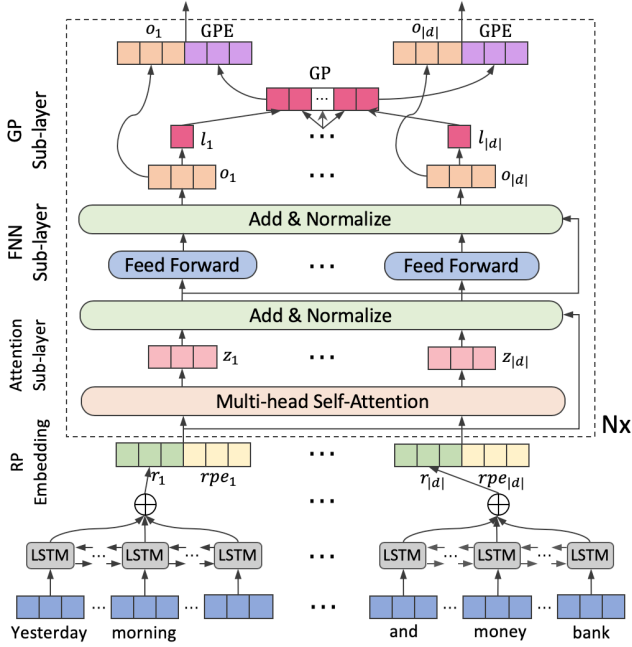 o1 GPE o|d| GPE
GP
...
l1 ... l|d|
o1 ... o|d|
GP
Sub-layer
Add & Normalize
Feed Forward ... Feed Forward
FNN
Sub-layer
Add & Normalize
z1 ... z|d|
Multi-head Self-Attention
Attention
Sub-layer
Nx
r1 rpe1 ... r|d| rpe|d|
RP
Embedding
...
LSTM ... LSTM ... LSTM ... LSTM ... LSTM ... LSTM
... ... ... ... ...
Yesterday morning and money bank